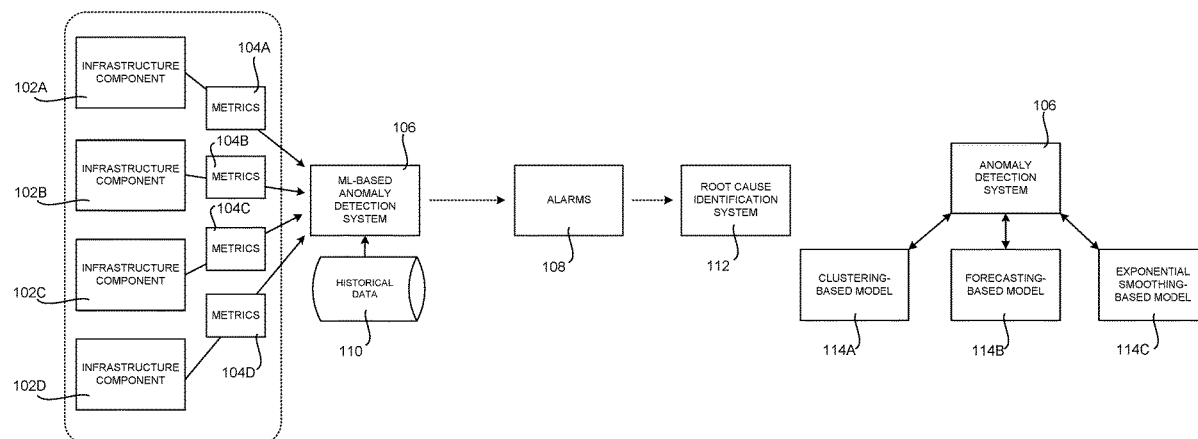 102A
INFRASTRUCTURE
COMPONENT
104A
METRICS
102B
INFRASTRUCTURE
COMPONENT
104B
METRICS
102C
INFRASTRUCTURE
COMPONENT
104C
METRICS
102D
INFRASTRUCTURE
COMPONENT
METRICS
104D
106
ML-BASED
ANOMALY
DETECTION
SYSTEM
HISTORICAL
DATA
110
ALARMS
108
ROOT CAUSE
IDENTIFICATION
SYSTEM
112
106
ANOMALY
DETECTION
SYSTEM
CLUSTERING-
BASED MODEL
114A
FORECASTING-
BASED MODEL
114B
EXPONENTIAL
SMOOTHING-
BASED MODEL
114C